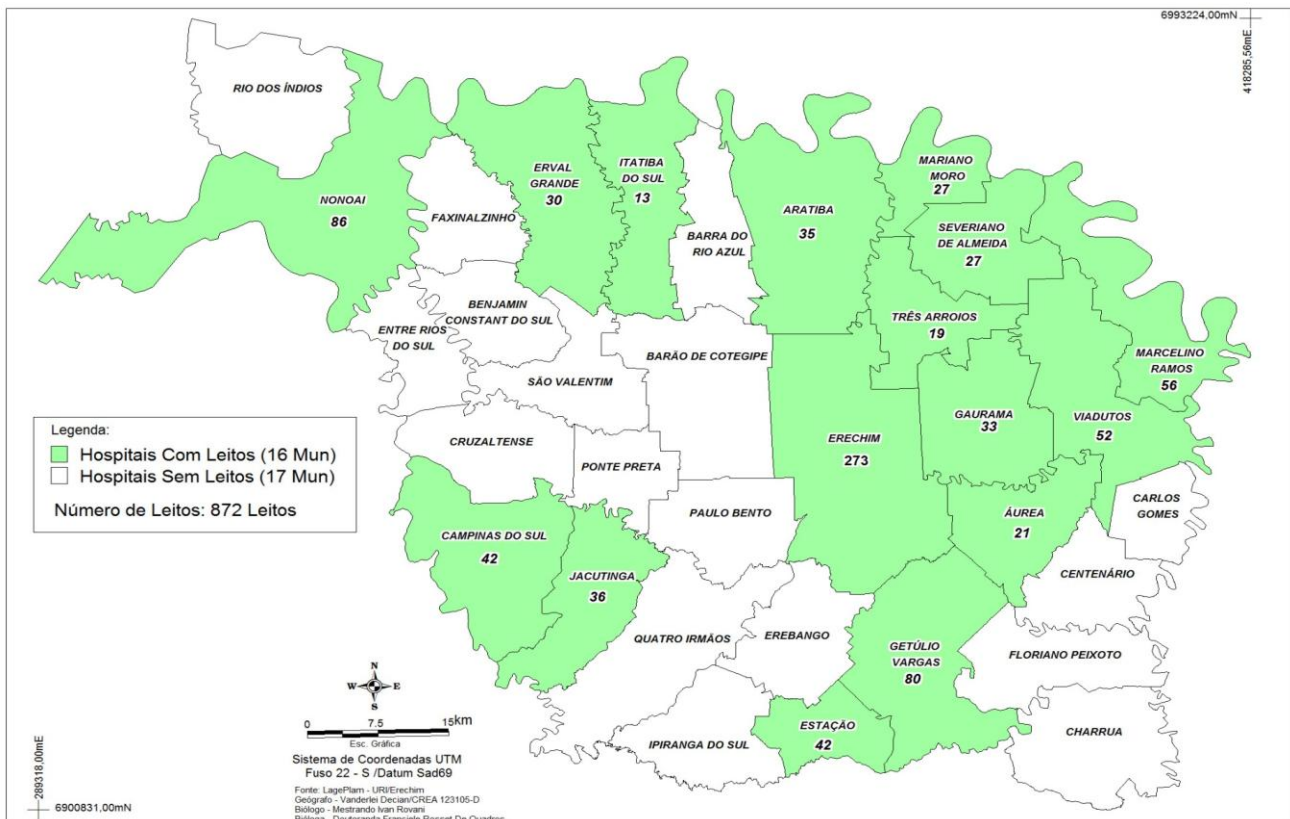 6993224,00mN
418285,56mE
RIO DOS ÍNDIOS
NONOAI
86
FAXINALZINHO
ERVAL
GRANDE
30
ITATIBA
DO SUL
13
BARRA DO
RIO AZUL
ARATIBA
35
MARIANO
MORO
27
SEVERIANO
DE ALMEIDA
27
TRÊS ARROIOS
19
MARCELINO
RAMOS
56
VIADUTOS
52
GAURAMA
33
ERECHIM
273
ENTRE RIOS
DO SUL
BENJAMIN
CONSTANT DO SUL
SÃO VALENTIM
BARÃO DE COTEGIPE
CRUZALTENSE
PONTE PRETA
PAULO BENTO
CAMPINAS DO SUL
42
JACUTINGA
36
QUATRO IRMÃOS
EREBANGO
ÁUREA
21
CARLOS
GOMES
CENTENÁRIO
GETÚLIO
VARGAS
80
FLORIANO PEIXOTO
CHARRUA
ESTAÇÃO
42
IPIRANGA DO SUL
Legenda:
Hospitais Com Leitos (16 Mun)
Hospitais Sem Leitos (17 Mun)
Número de Leitos: 872 Leitos
N
W E
S
0 7.5 15km
Esc. Gráfica
Sistema de Coordenadas UTM
Fuso 22 - S /Datum Sad69
Fonte: LagePlam - URI/Erechim
Geógrafo - Vanderlei Decian/CREA 123105-D
Biólogo - Mestrando Ivan Rovani
289318,00mE
6900831,00mN